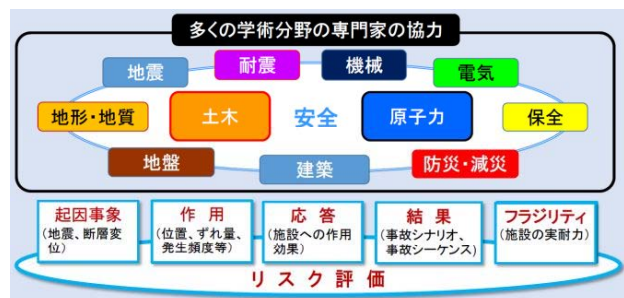 多くの学術分野の専門家の協力
地震
耐震
機械
電気
地形・地質
土木
安全
原子力
保全
地盤
建築
防災・減災
起因事象
(地震、断層変
位)
作用
(位置、ずれ量、
発生頻度等)
応答
(施設への作用
効果)
結果
(事故シナリオ、
事故シーケンス)
フラジリティ
(施設の実耐力)
リスク評価